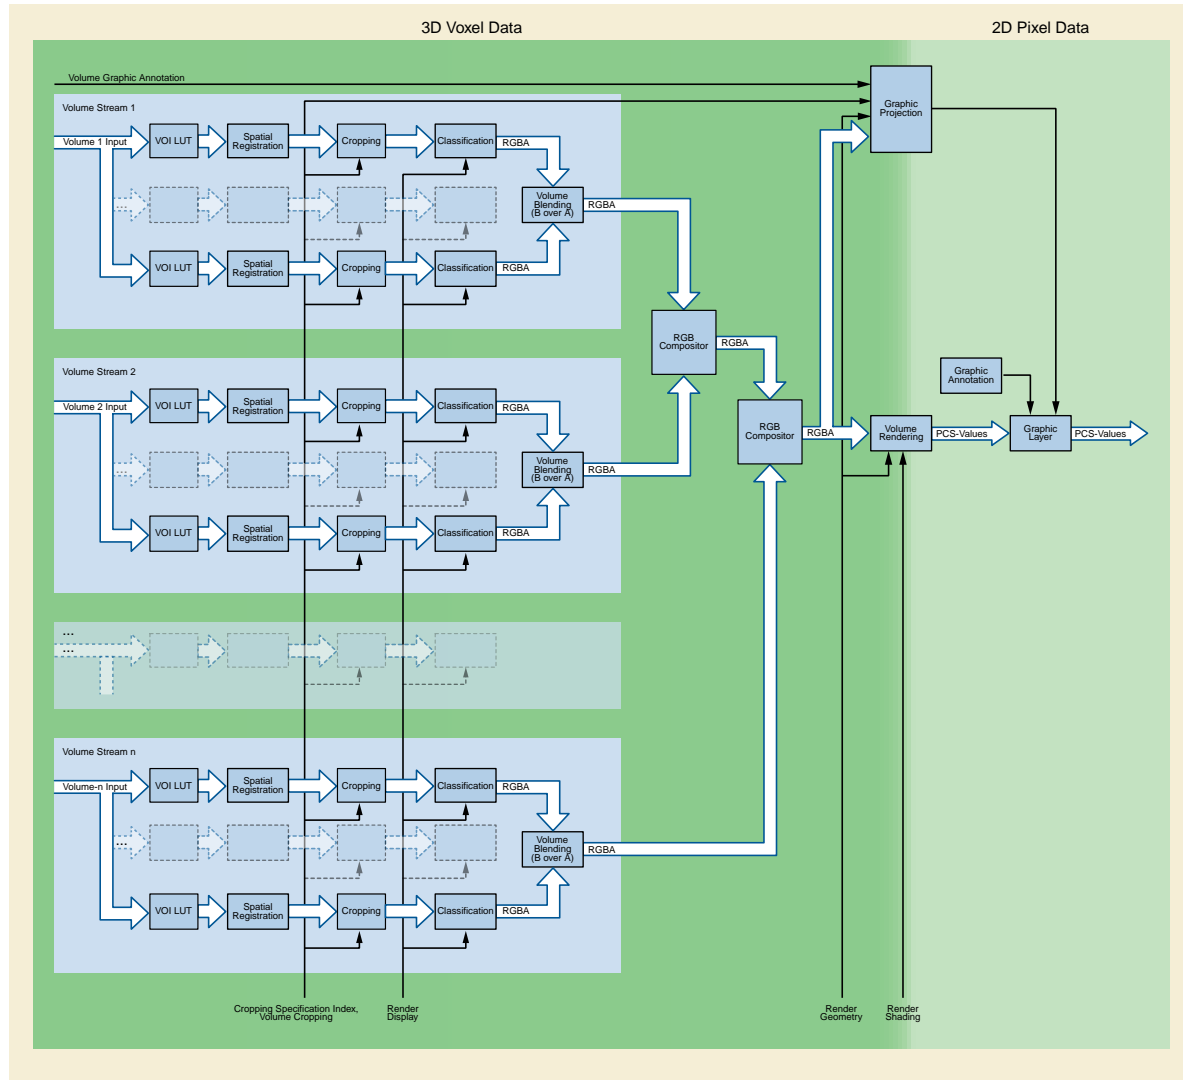 3D Voxel Data
2D Pixel Data
Volume Graphic Annotation
Graphic
Projection
Volume Stream 1
Volume 1 Input
VOI LUT
Spatial
Registration
Cropping
Classification
RGBA
...
Volume
Blending
(B over A)
RGBA
VOI LUT
Spatial
Registration
Cropping
Classification
RGBA
RGB
Compositor
RGBA
Volume Stream 2
Volume 2 Input
VOI LUT
Spatial
Registration
Cropping
Classification
RGBA
...
Volume
Blending
(B over A)
RGBA
VOI LUT
Spatial
Registration
Cropping
Classification
RGBA
RGB
Compositor
RGBA
Graphic
Annotation
Volume
Rendering
PCS-Values
Graphic
Layer
PCS-Values
...
...
Volume Stream n
Volume-n Input
VOI LUT
Spatial
Registration
Cropping
Classification
RGBA
...
Volume
Blending
(B over A)
RGBA
VOI LUT
Spatial
Registration
Cropping
Classification
RGBA
Cropping Specification Index,
Volume Cropping
Render
Display
Render
Geometry
Render
Shading